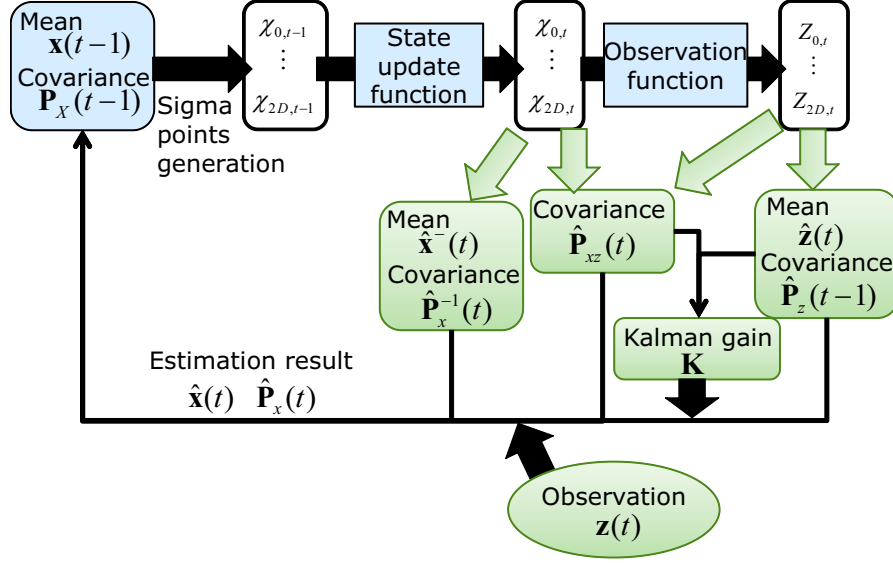 Mean
𝐱(t−1)
Covariance
𝐏_X(t−1)
Sigma
points
generation
χ_{0,t−1}
⋮
χ_{2D,t−1}
State
update
function
χ_{0,t}
⋮
χ_{2D,t}
Observation
function
Z_{0,t}
⋮
Z_{2D,t}
Mean
𝐱̂⁻(t)
Covariance
𝐏̂_x^{−1}(t)
Covariance
𝐏̂_{xz}(t)
Mean
𝐳̂(t)
Covariance
𝐏̂_z(t−1)
Kalman gain
𝐊
Estimation result
𝐱̂(t) 𝐏̂_x(t)
Observation
𝐳(t)